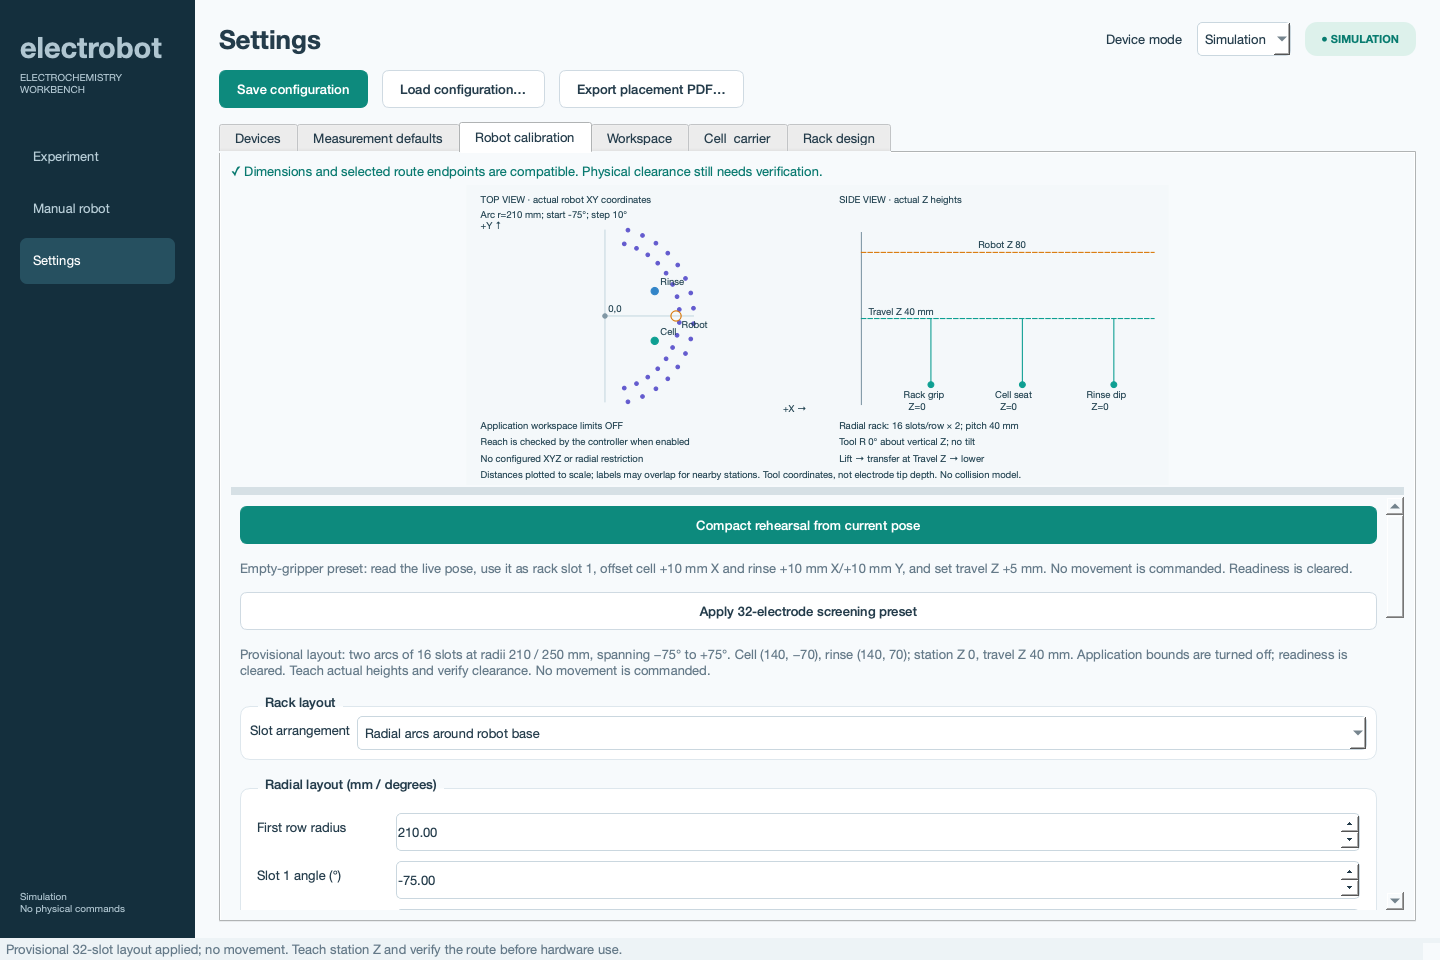 electrobot
ELECTROCHEMISTRY
WORKBENCH
Experiment
Manual robot
Settings
Simulation
No physical commands
Settings
Device mode
Simulation
• SIMULATION
Save configuration
Load configuration...
Export placement PDF...
Devices
Measurement defaults
Robot calibration
Workspace
Cell carrier
Rack design
✓ Dimensions and selected route endpoints are compatible. Physical clearance still needs verification.
TOP VIEW · actual robot XY coordinates
Arc r=210 mm; start -75°; step 10°
+Y ↑
Rinse
0,0
Robot
Cell
+X →
Application workspace limits OFF
Reach is checked by the controller when enabled
No configured XYZ or radial restriction
SIDE VIEW · actual Z heights
Robot Z 80
Travel Z 40 mm
Rack grip
Z=0
Cell seat
Z=0
Rinse dip
Z=0
Radial rack: 16 slots/row × 2; pitch 40 mm
Tool R 0° about vertical Z; no tilt
Lift → transfer at Travel Z → lower
Distances plotted to scale; labels may overlap for nearby stations. Tool coordinates, not electrode tip depth. No collision model.
Compact rehearsal from current pose
Empty-gripper preset: read the live pose, use it as rack slot 1, offset cell +10 mm X and rinse +10 mm X/+10 mm Y, and set travel Z +5 mm. No movement is commanded. Readiness is cleared.
Apply 32-electrode screening preset
Provisional layout: two arcs of 16 slots at radii 210 / 250 mm, spanning −75° to +75°. Cell (140, −70), rinse (140, 70); station Z 0, travel Z 40 mm. Application bounds are turned off; readiness is
cleared. Teach actual heights and verify clearance. No movement is commanded.
Rack layout
Slot arrangement
Radial arcs around robot base
Radial layout (mm / degrees)
First row radius
210.00
Slot 1 angle (°)
-75.00
Provisional 32-slot layout applied; no movement. Teach station Z and verify the route before hardware use.